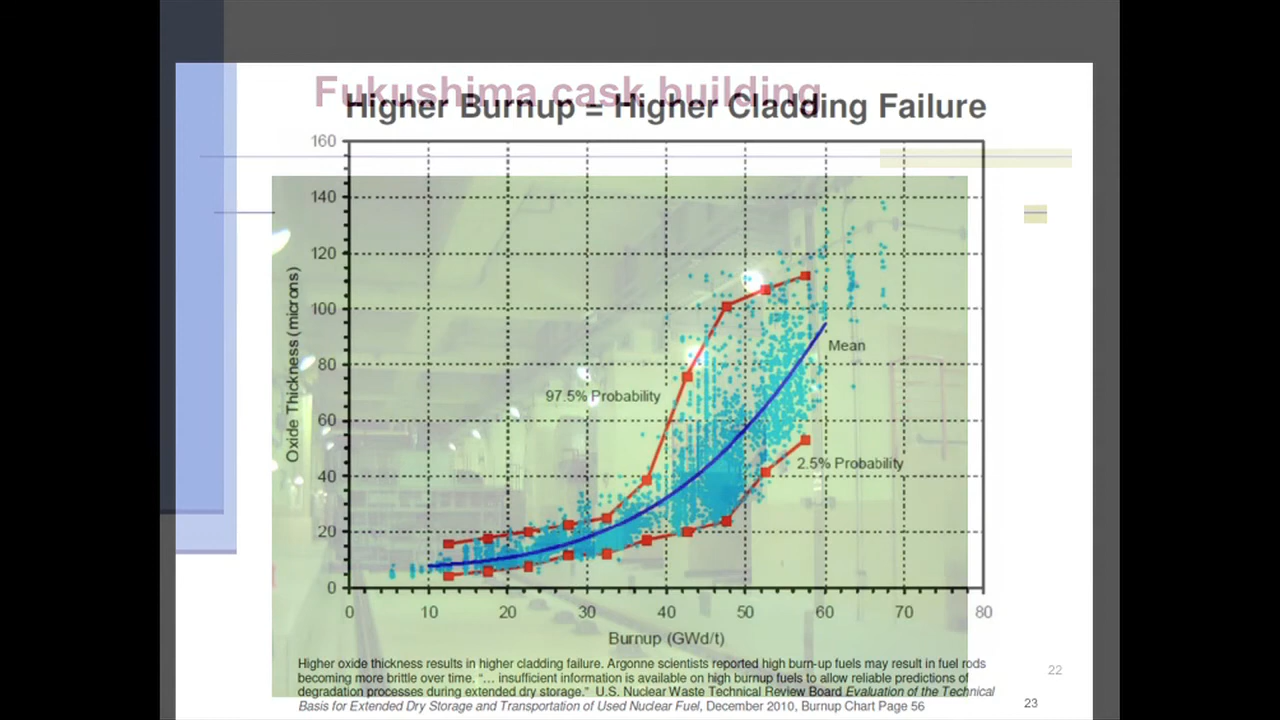 Fukushima cask building
Higher Burnup = Higher Cladding Failure
160
140
120
100
80
60
40
20
0
Oxide Thickness (microns)
97.5% Probability
Mean
2.5% Probability
0 10 20 30 40 50 60 70 80
Burnup (GWd/t)
Higher oxide thickness results in higher cladding failure. Argonne scientists reported high burn-up fuels may result in fuel rods
becoming more brittle over time. “… insufficient information is available on high burnup fuels to allow reliable predictions of
degradation processes during extended dry storage.” U.S. Nuclear Waste Technical Review Board Evaluation of the Technical
Basis for Extended Dry Storage and Transportation of Used Nuclear Fuel, December 2010, Burnup Chart Page 56
22
23